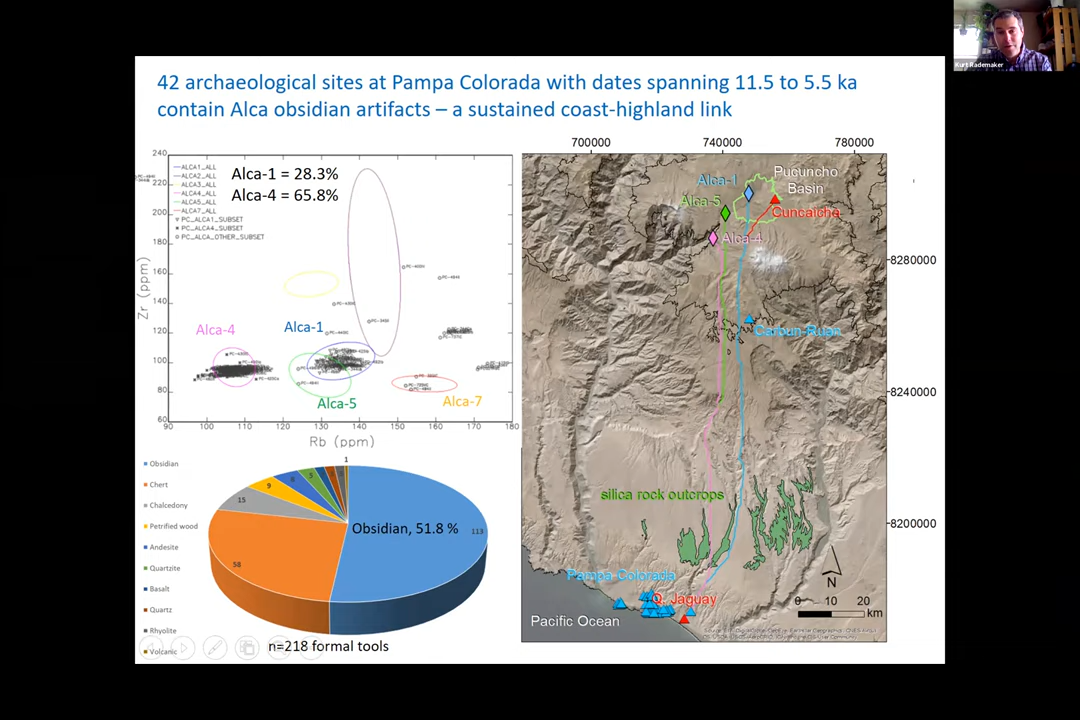 Kurt Rademaker
42 archaeological sites at Pampa Colorada with dates spanning 11.5 to 5.5 ka
contain Alca obsidian artifacts – a sustained coast-highland link
240
220
200
180
160
140
120
100
80
60
Zr (ppm)
90
100
110
120
130
140
150
160
170
180
Rb (ppm)
ALCA1_ALL
ALCA2_ALL
ALCA3_ALL
ALCA4_ALL
ALCA5_ALL
ALCA7_ALL
PC_ALCA1_SUBSET
PC_ALCA4_SUBSET
PC_ALCA_OTHER_SUBSET
Alca-1 = 28.3%
Alca-4 = 65.8%
Alca-4
Alca-1
Alca-5
Alca-7
Obsidian
Chert
Chalcedony
Petrified wood
Andesite
Quartzite
Basalt
Quartz
Rhyolite
Volcanic
1
9
15
58
113
Obsidian, 51.8 %
n=218 formal tools
700000
740000
780000
Alca-1
Pucuncho
Basin
Alca-5
Cuncaicha
Alca-4
8280000
Carbun-Ruan
8240000
silica rock outcrops
8200000
Pampa Colorada
Q. Jaguay
Pacific Ocean
N
0 10 20
km